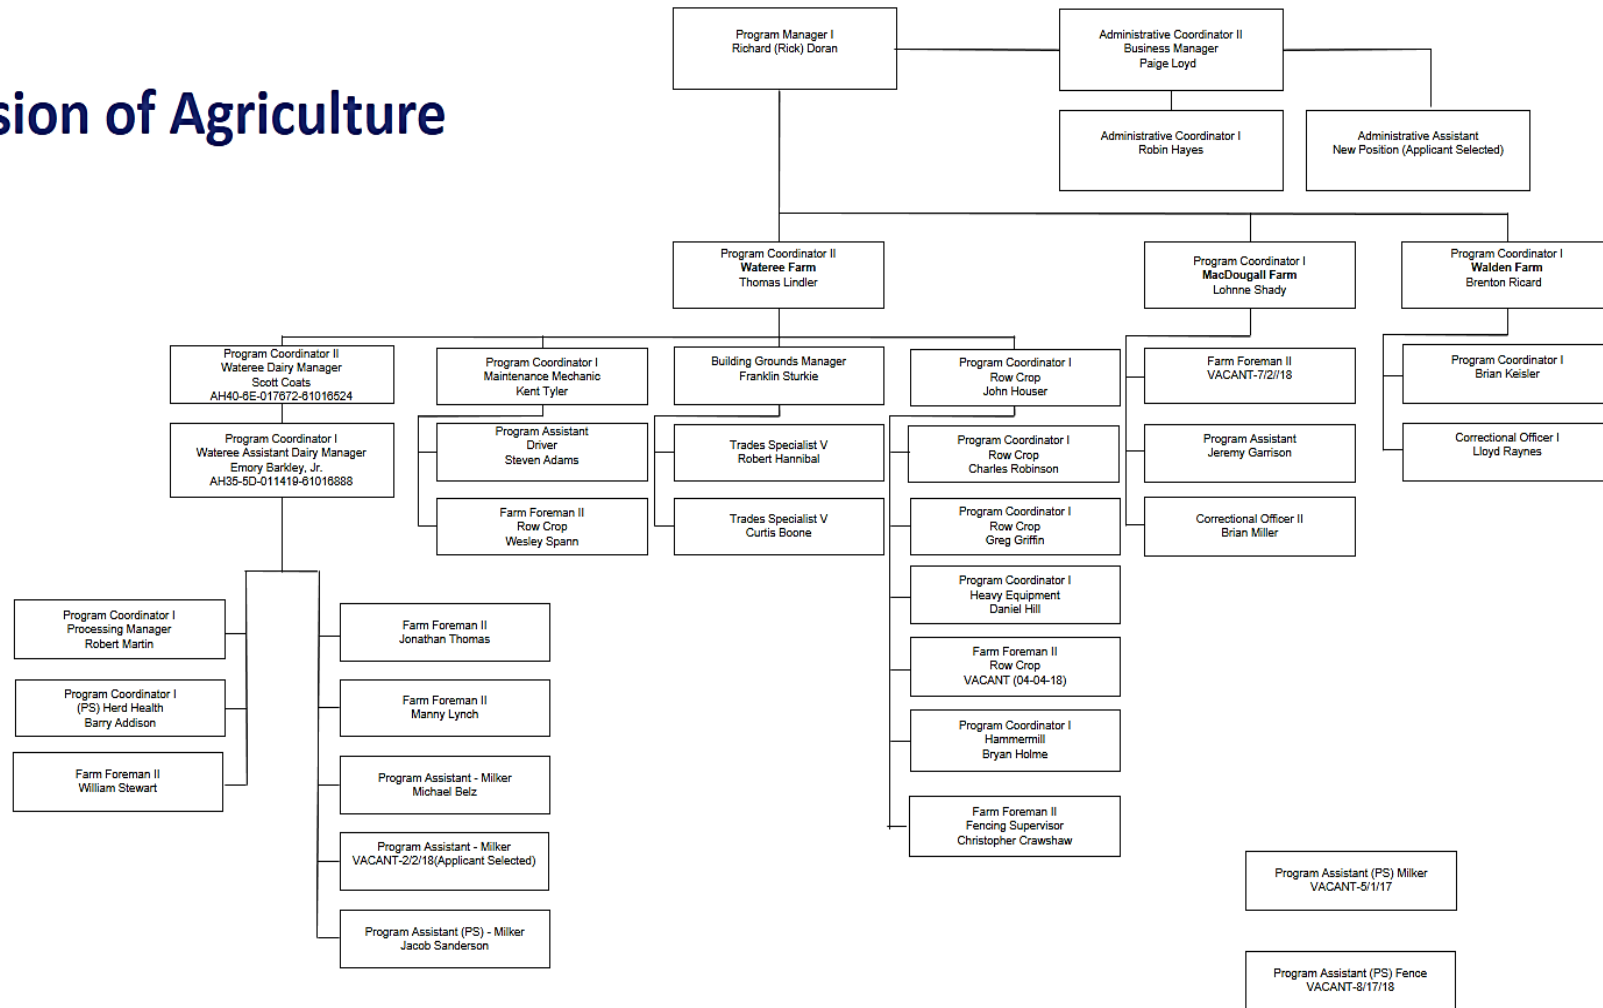 sion of Agriculture
Program Manager I
Richard (Rick) Doran
Administrative Coordinator II
Business Manager
Paige Loyd
Administrative Coordinator I
Robin Hayes
Administrative Assistant
New Position (Applicant Selected)
Program Coordinator II
Wateree Farm
Thomas Lindler
Program Coordinator I
MacDougall Farm
Lohnne Shady
Program Coordinator I
Walden Farm
Brenton Ricard
Program Coordinator II
Wateree Dairy Manager
Scott Coats
AH40-6E-017672-61016524
Program Coordinator I
Maintenance Mechanic
Kent Tyler
Building Grounds Manager
Franklin Sturkie
Program Coordinator I
Row Crop
John Houser
Farm Foreman II
VACANT-7/2//18
Program Coordinator I
Brian Keisler
Program Coordinator I
Wateree Assistant Dairy Manager
Emory Barkley, Jr.
AH35-5D-011419-61016888
Program Assistant
Driver
Steven Adams
Trades Specialist V
Robert Hannibal
Program Coordinator I
Row Crop
Charles Robinson
Program Assistant
Jeremy Garrison
Correctional Officer I
Lloyd Raynes
Farm Foreman II
Row Crop
Wesley Spann
Trades Specialist V
Curtis Boone
Program Coordinator I
Row Crop
Greg Griffin
Correctional Officer II
Brian Miller
Program Coordinator I
Heavy Equipment
Daniel Hill
Program Coordinator I
Processing Manager
Robert Martin
Farm Foreman II
Jonathan Thomas
Farm Foreman II
Row Crop
VACANT (04-04-18)
Program Coordinator I
(PS) Herd Health
Barry Addison
Farm Foreman II
Manny Lynch
Program Coordinator I
Hammermill
Bryan Holme
Farm Foreman II
William Stewart
Program Assistant - Milker
Michael Belz
Farm Foreman II
Fencing Supervisor
Christopher Crawshaw
Program Assistant - Milker
VACANT-2/2/18(Applicant Selected)
Program Assistant (PS) Milker
VACANT-5/1/17
Program Assistant (PS) - Milker
Jacob Sanderson
Program Assistant (PS) Fence
VACANT-8/17/18